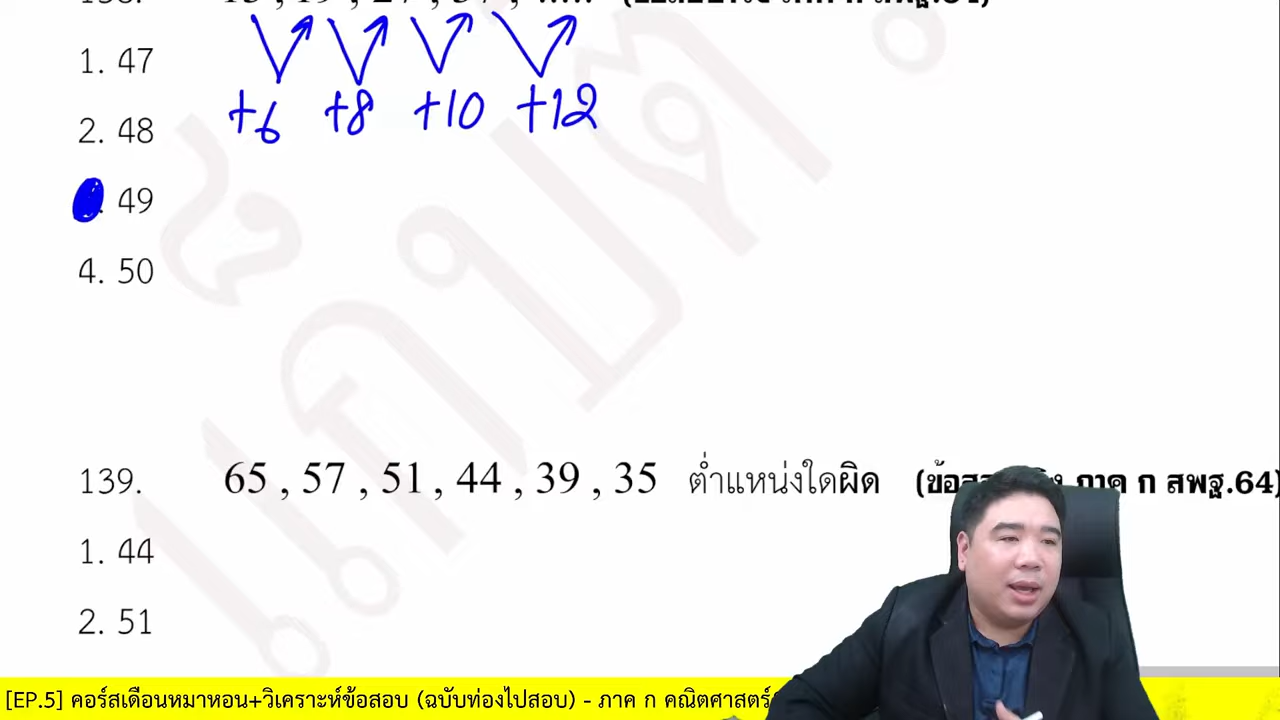 1. 47
+6 +8 +10 +12
2. 48
49
4. 50
139. 65 , 57 , 51 , 44 , 39 , 35 ตำแหน่งใดผิด ภาค ก สพฐ.64)
1. 44
2. 51
[EP.5] คอร์สเดือนหมาหอน+วิเคราะห์ข้อสอบ (ฉบับท่องไปสอบ) - ภาค ก คณิตศาสตร์